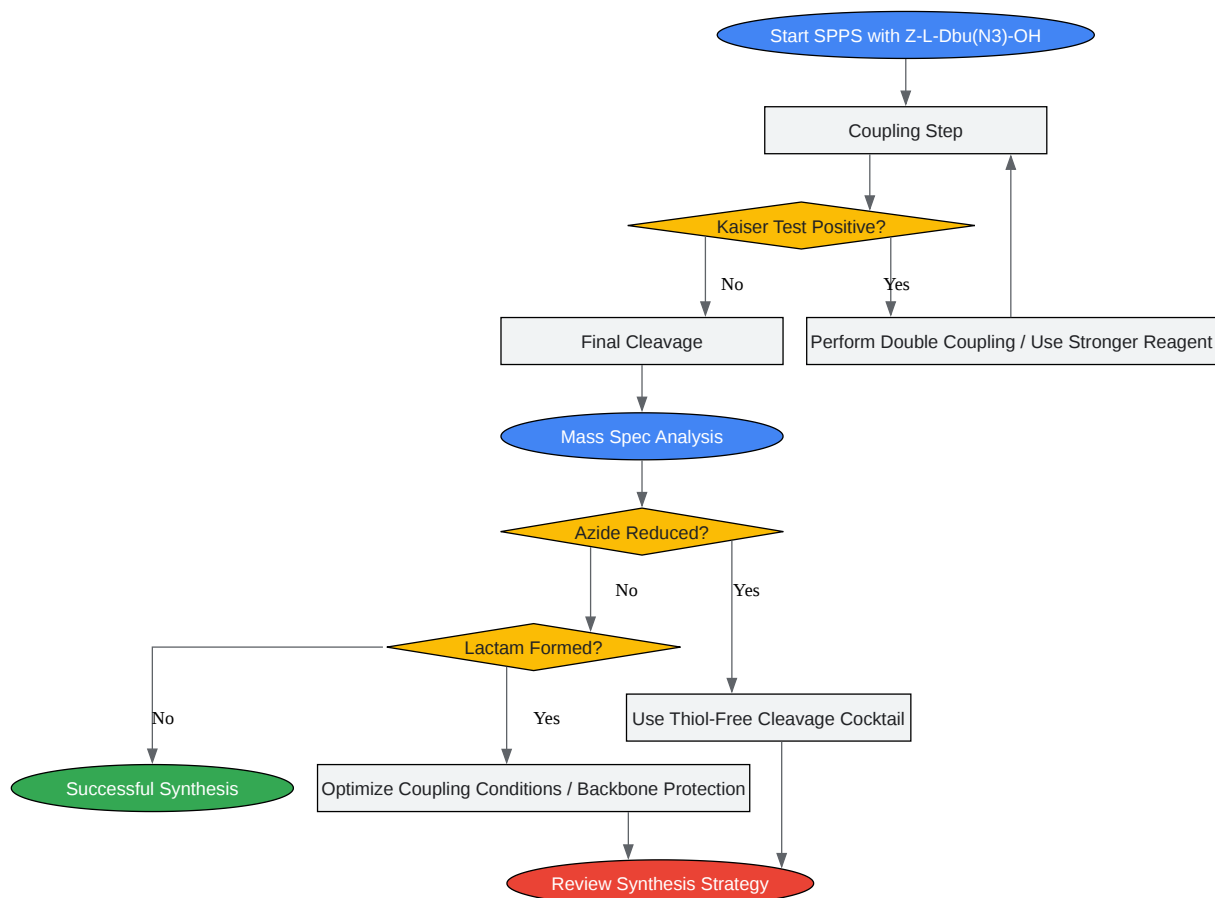 Start SPPS with Z-L-Dbu(N3)-OH
Coupling Step
Kaiser Test Positive?
No
Yes
Final Cleavage
Perform Double Coupling / Use Stronger Reagent
Mass Spec Analysis
Azide Reduced?
No
Yes
Lactam Formed?
No
Yes
Use Thiol-Free Cleavage Cocktail
Successful Synthesis
Optimize Coupling Conditions / Backbone Protection
Review Synthesis Strategy